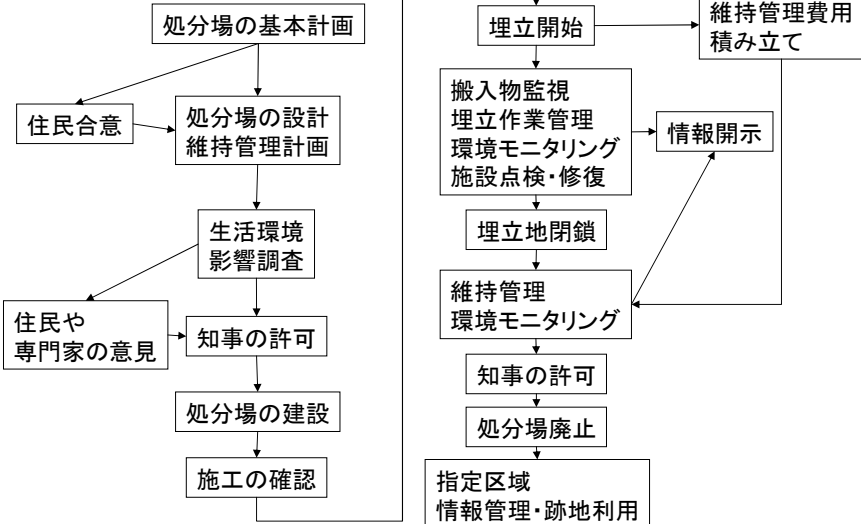 処分場の基本計画
住民合意
処分場の設計
維持管理計画
生活環境
影響調査
住民や
専門家の意見
知事の許可
処分場の建設
施工の確認
埋立開始
維持管理費用
積み立て
搬入物監視
埋立作業管理
環境モニタリング
施設点検・修復
情報開示
埋立地閉鎖
維持管理
環境モニタリング
知事の許可
処分場廃止
指定区域
情報管理・跡地利用